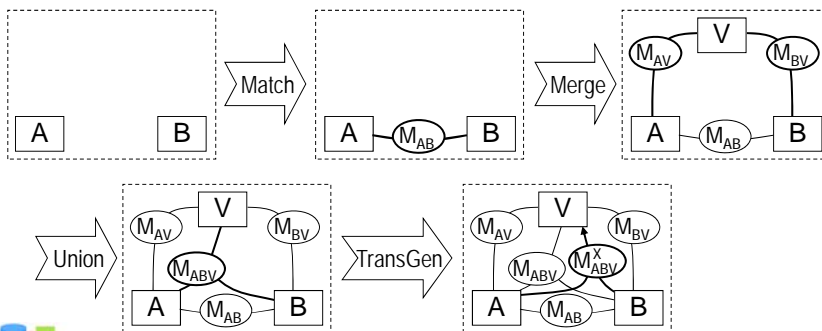 A
B
Match
A
M_AB
B
Merge
M_AV
V
M_BV
A
M_AB
B
Union
M_AV
V
M_BV
M_ABV
A
M_AB
B
TransGen
M_AV
V
M_BV
M_ABV
M^X_ABV
A
M_AB
B